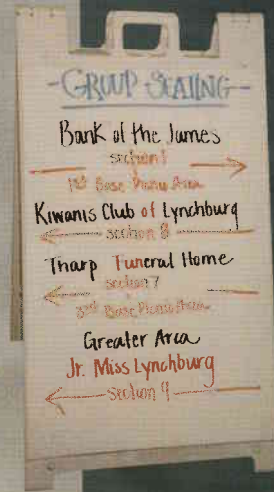 -GROUP SEATING-
Bank of the James
section 1
1st Base Picnic Area
Kiwanis Club of Lynchburg
section 8
Tharp Funeral Home
section 7
3rd Base Picnic Area
Greater Area
Jr. Miss Lynchburg
section 9